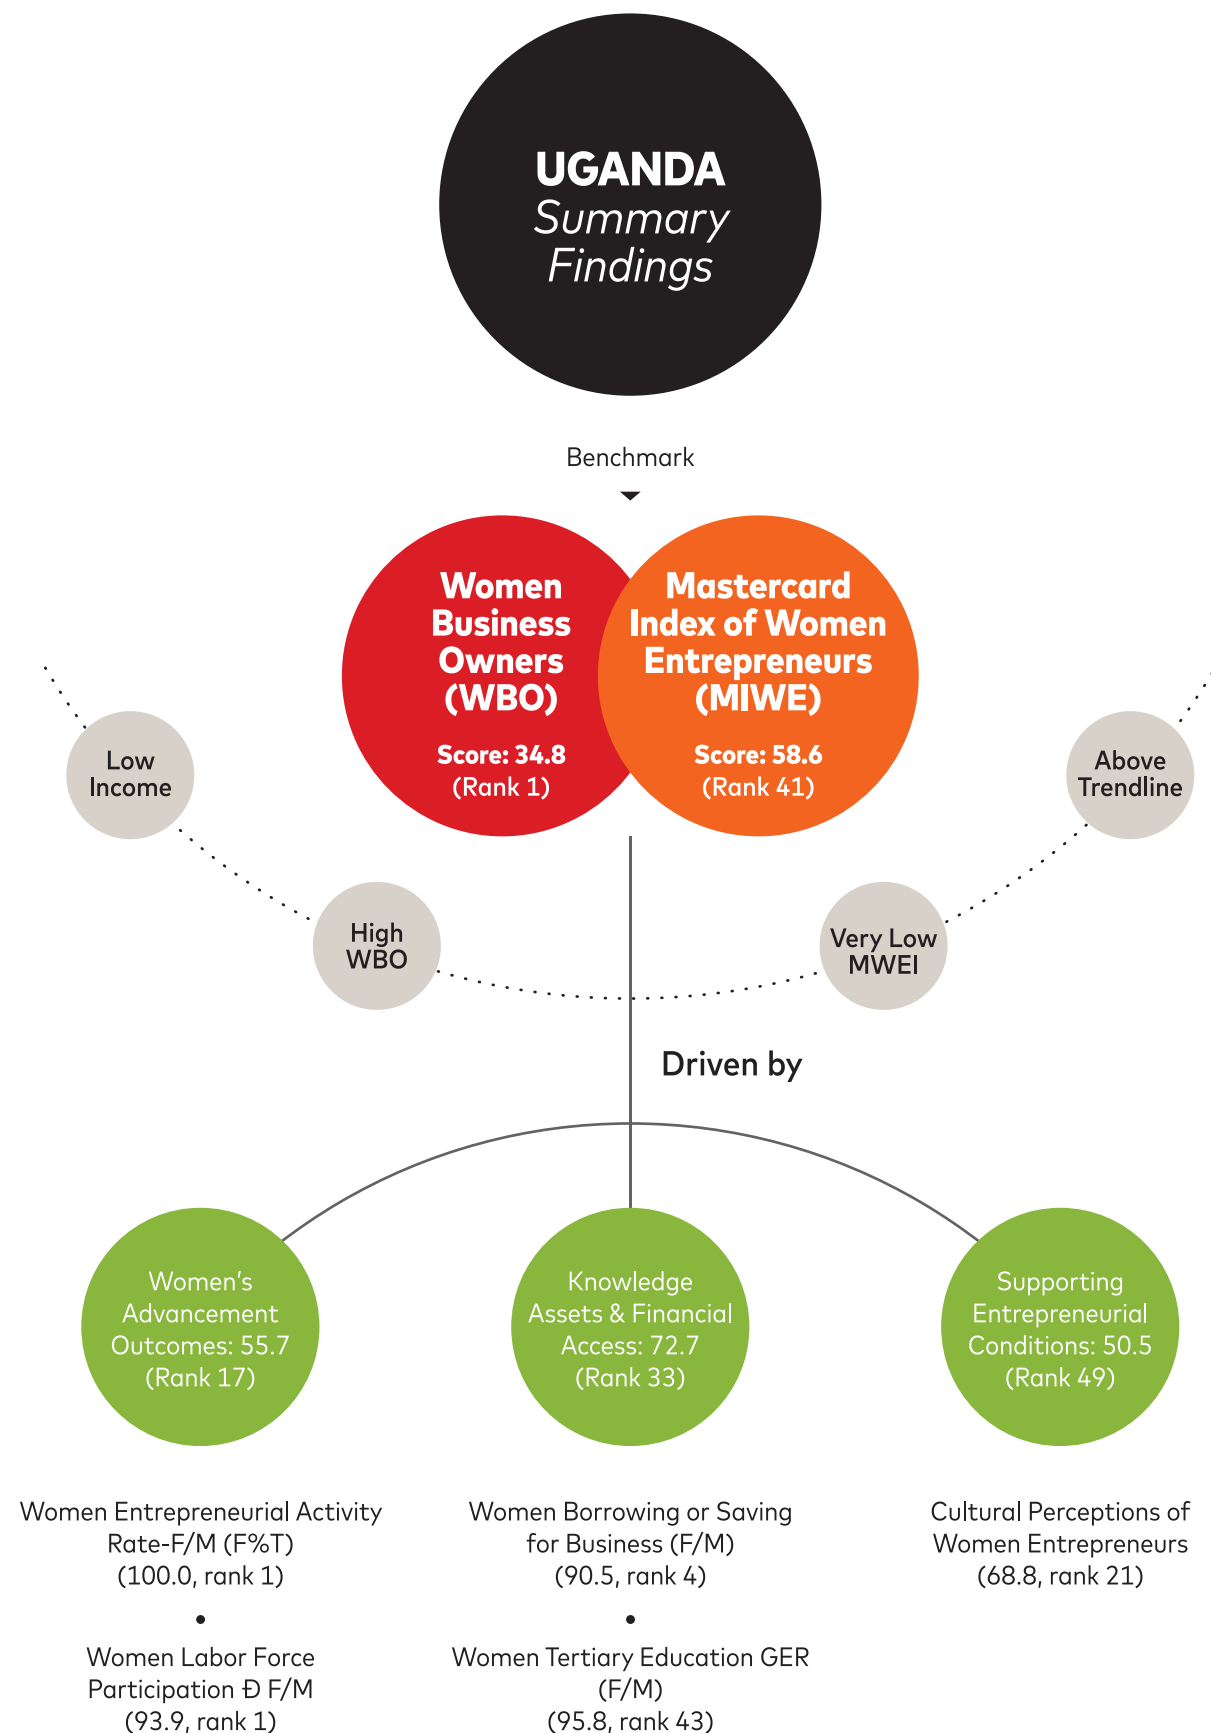 UGANDA
Summary
Findings
Benchmark
Women
Business
Owners
(WBO)
Score: 34.8
(Rank 1)
Mastercard
Index of Women
Entrepreneurs
(MIWE)
Score: 58.6
(Rank 41)
Low
Income
High
WBO
Very Low
MWEI
Above
Trendline
Driven by
Women's
Advancement
Outcomes: 55.7
(Rank 17)
Knowledge
Assets & Financial
Access: 72.7
(Rank 33)
Supporting
Entrepreneurial
Conditions: 50.5
(Rank 49)
Women Entrepreneurial Activity
Rate-F/M (F%T)
(100.0, rank 1)
•
Women Labor Force
Participation Ð F/M
(93.9, rank 1)
Women Borrowing or Saving
for Business (F/M)
(90.5, rank 4)
•
Women Tertiary Education GER
(F/M)
(95.8, rank 43)
Cultural Perceptions of
Women Entrepreneurs
(68.8, rank 21)